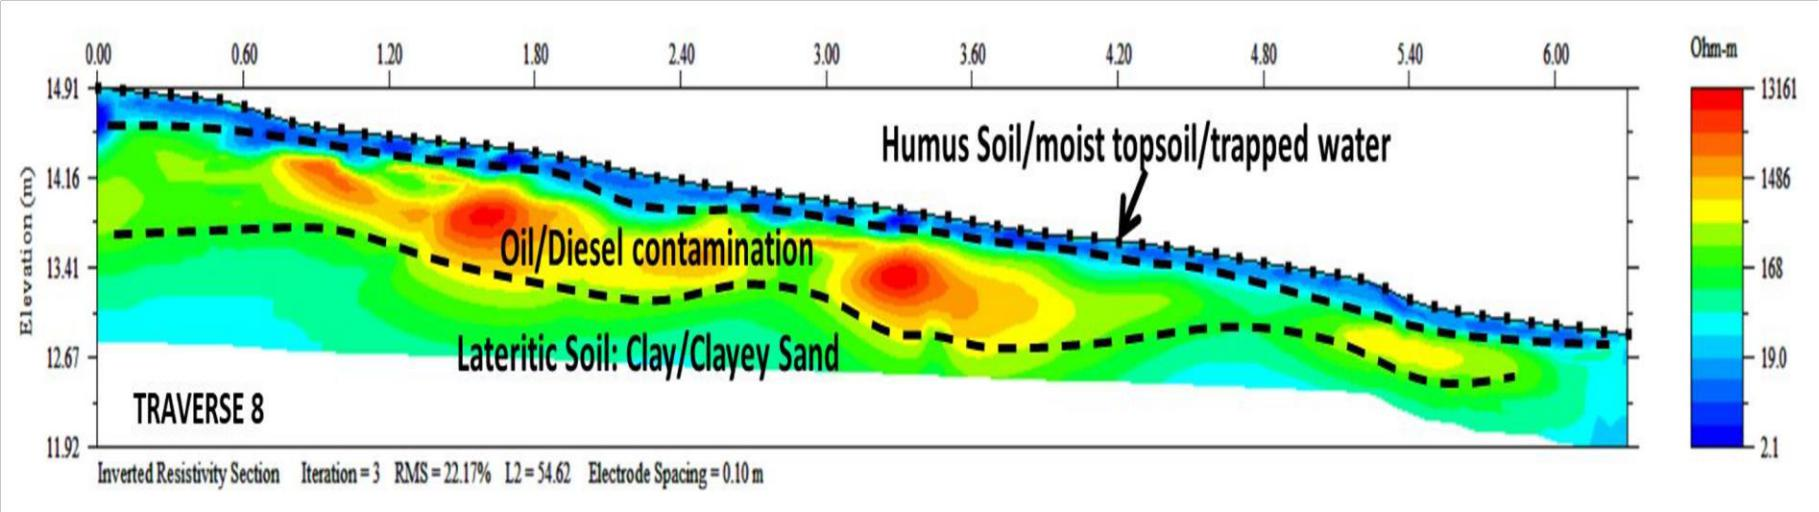 0.00 0.60 1.20 1.80 2.40 3.00 3.60 4.20 4.80 5.40 6.00
Ohm-m
14.91
14.16
13.41
12.67
11.92
Elevation (m)
Humus Soil/moist topsoil/trapped water
Oil/Diesel contamination
Lateritic Soil: Clay/Clayey Sand
TRAVERSE 8
13161
1486
168
19.0
2.1
Inverted Resistivity Section Iteration = 3 RMS = 22.17% L2 = 54.62 Electrode Spacing = 0.10 m